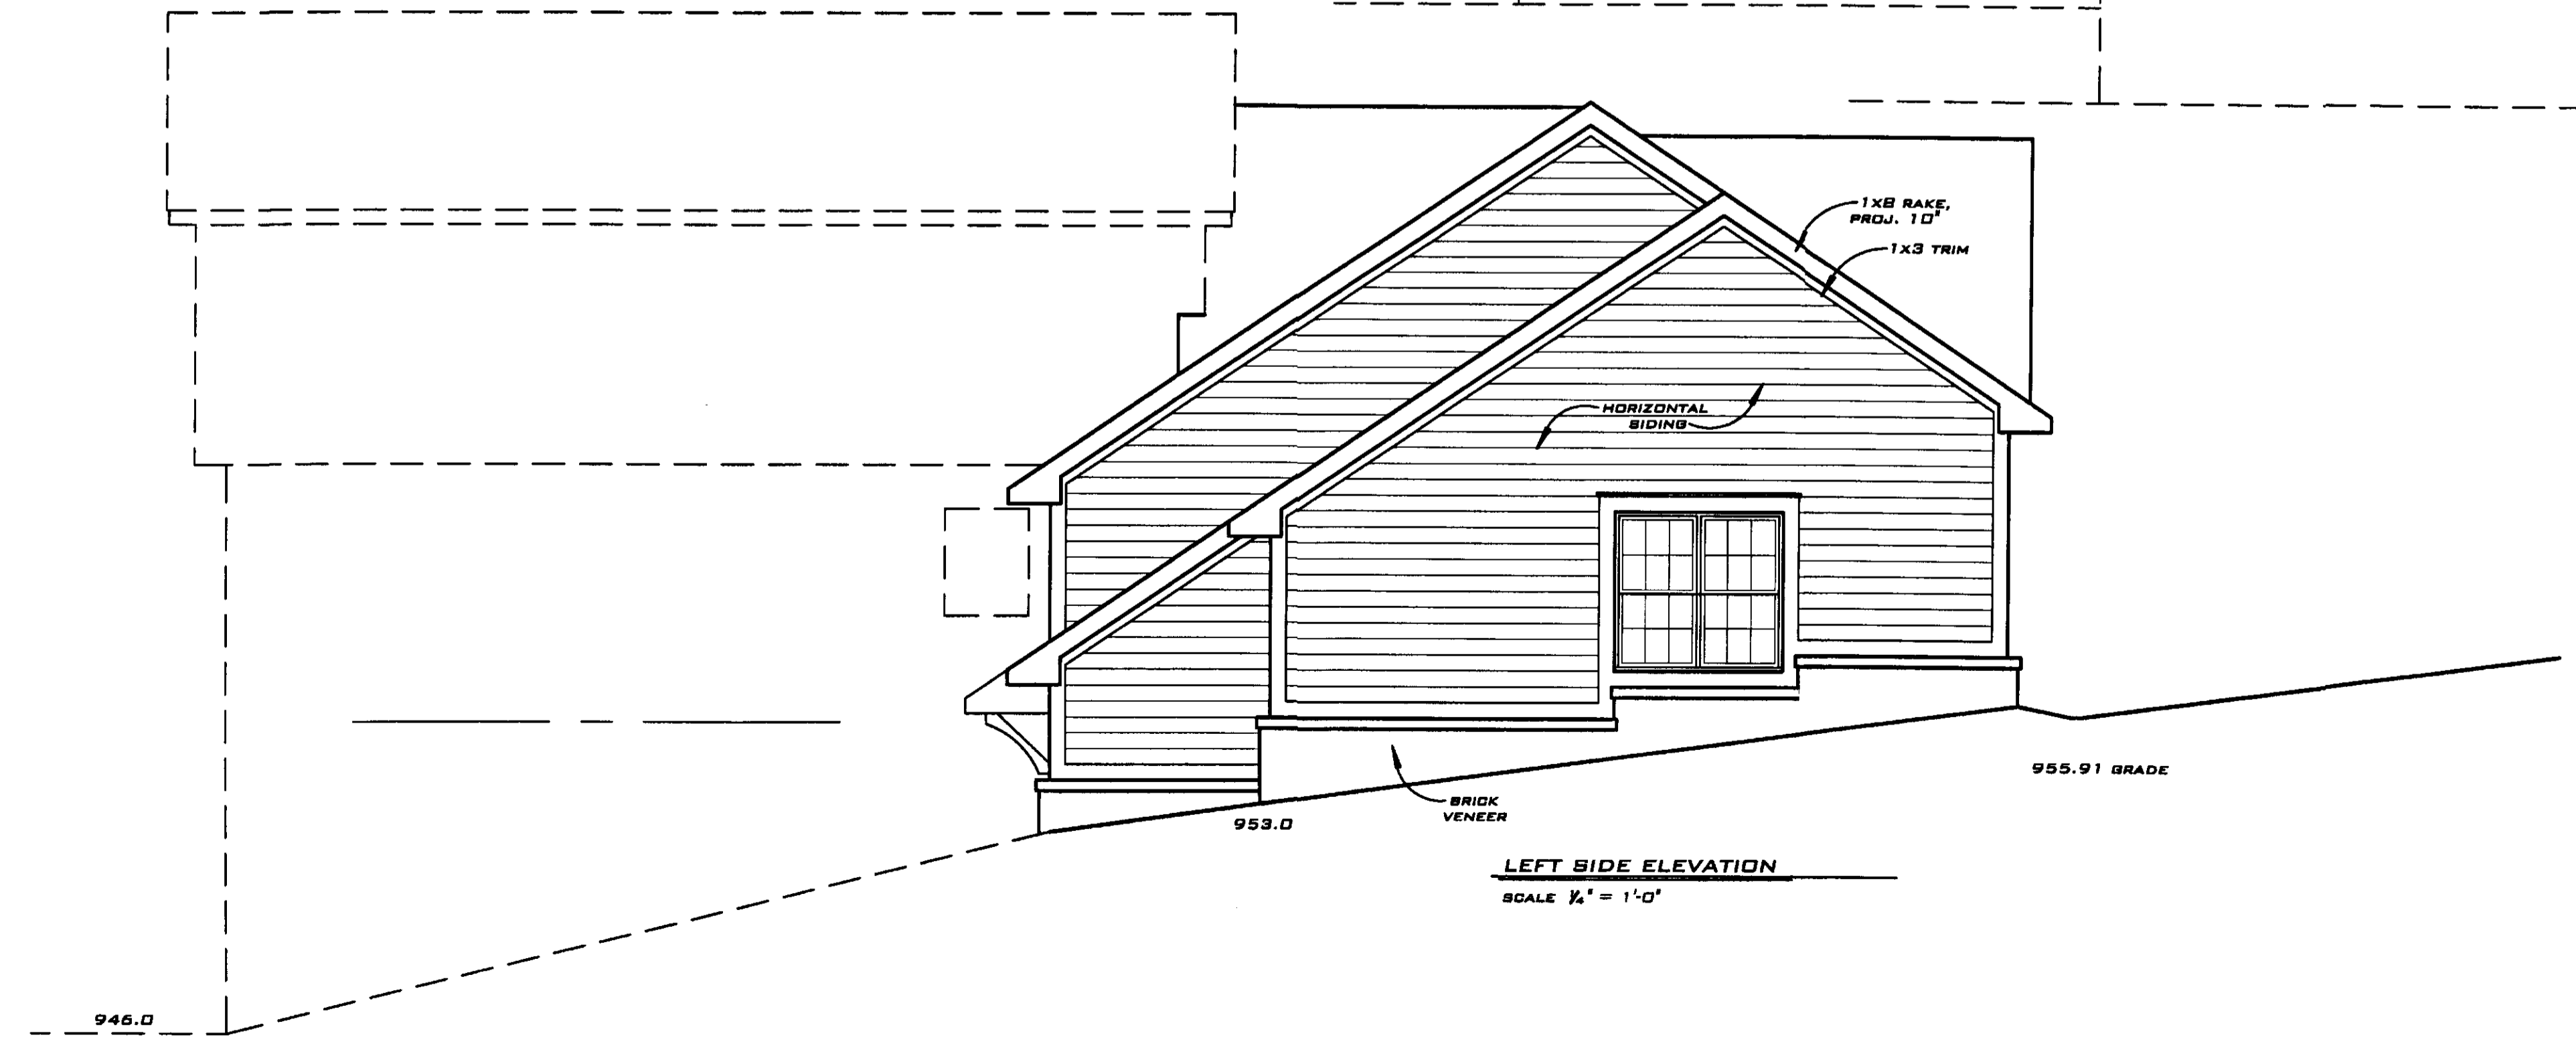 1x8 RAKE,
PROJ. 10"
1x3 TRIM
HORIZONTAL
SIDING
955.91 GRADE
BRICK
VENEER
953.0
LEFT SIDE ELEVATION
SCALE ¼" = 1'-0"
946.0